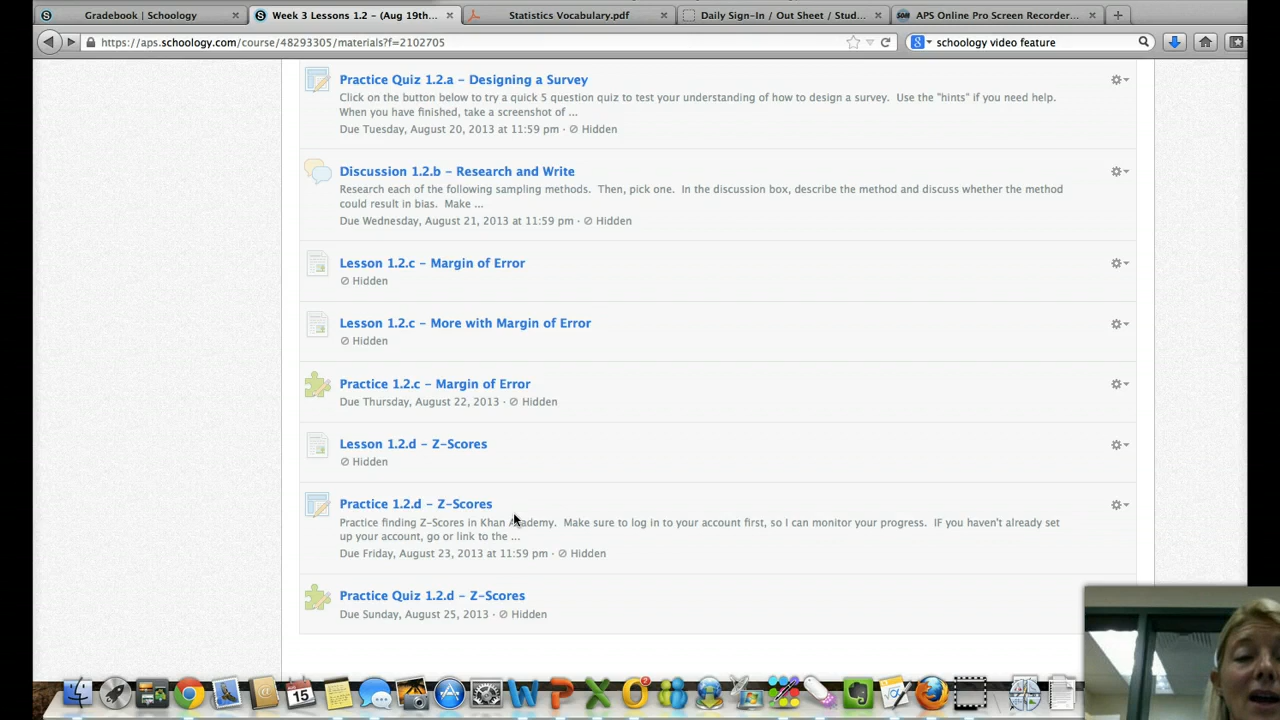 Gradebook | Schoology
Week 3 Lessons 1.2 – (Aug 19th...
Statistics Vocabulary.pdf
Daily Sign-In / Out Sheet / Stud...
APS Online Pro Screen Recorder...
https://aps.schoology.com/course/48293305/materials?f=2102705
schoology video feature
Practice Quiz 1.2.a – Designing a Survey
Click on the button below to try a quick 5 question quiz to test your understanding of how to design a survey. Use the "hints" if you need help.
When you have finished, take a screenshot of ...
Due Tuesday, August 20, 2013 at 11:59 pm · Hidden
Discussion 1.2.b – Research and Write
Research each of the following sampling methods. Then, pick one. In the discussion box, describe the method and discuss whether the method
could result in bias. Make ...
Due Wednesday, August 21, 2013 at 11:59 pm · Hidden
Lesson 1.2.c – Margin of Error
Hidden
Lesson 1.2.c – More with Margin of Error
Hidden
Practice 1.2.c – Margin of Error
Due Thursday, August 22, 2013 · Hidden
Lesson 1.2.d – Z-Scores
Hidden
Practice 1.2.d – Z-Scores
Practice finding Z-Scores in Khan Academy. Make sure to log in to your account first, so I can monitor your progress. IF you haven't already set
up your account, go or link to the ...
Due Friday, August 23, 2013 at 11:59 pm · Hidden
Practice Quiz 1.2.d – Z-Scores
Due Sunday, August 25, 2013 · Hidden
15